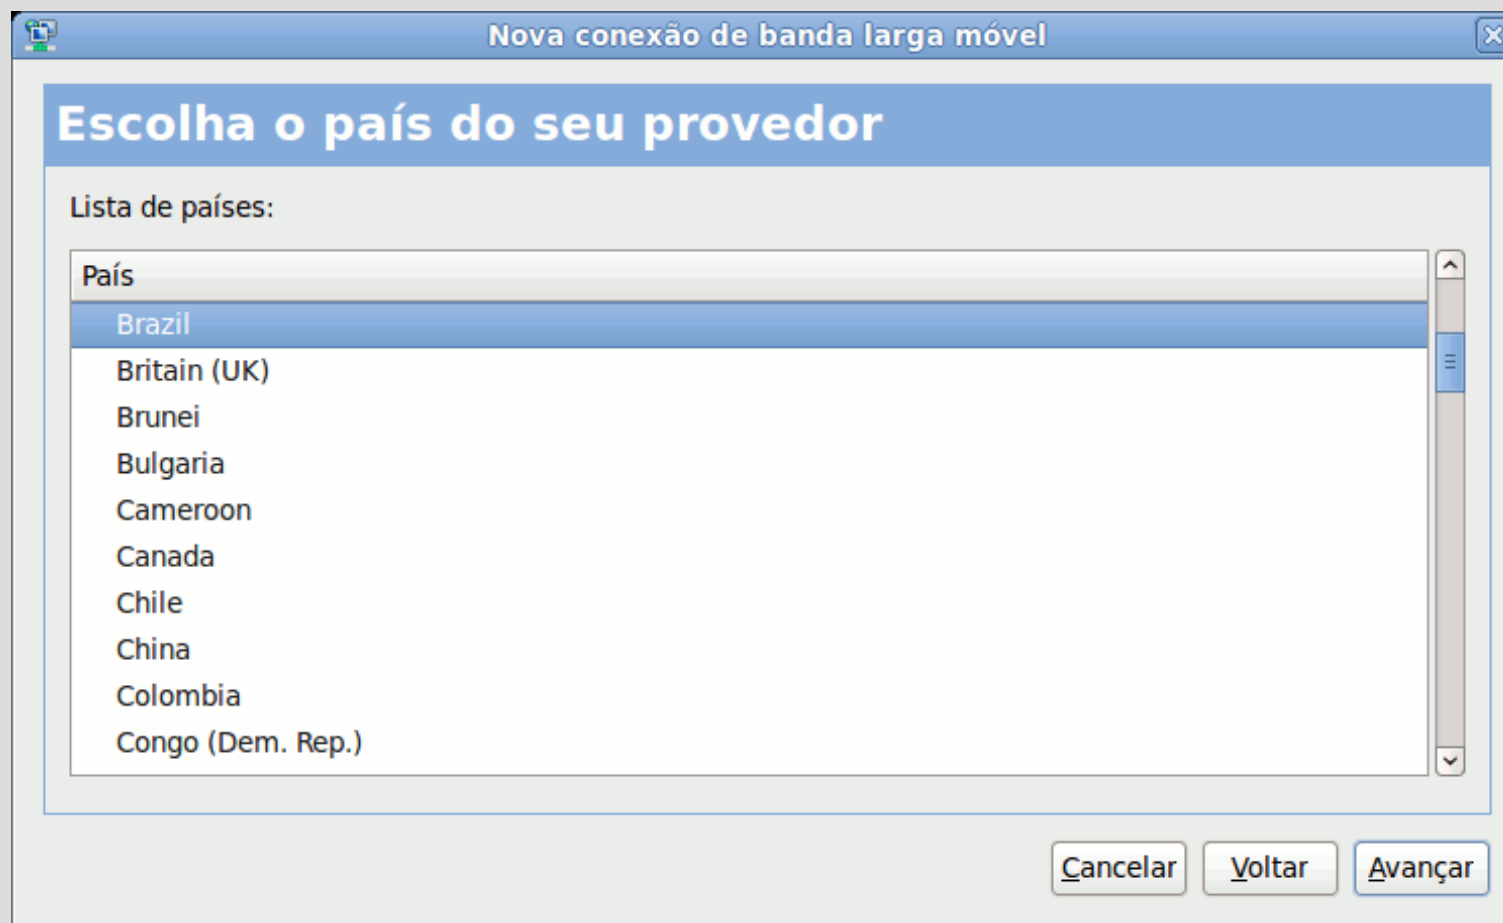 Nova conexão de banda larga móvel
Escolha o país do seu provedor
Lista de países:
País
Brazil
Britain (UK)
Brunei
Bulgaria
Cameroon
Canada
Chile
China
Colombia
Congo (Dem. Rep.)
Cancelar Voltar Avançar